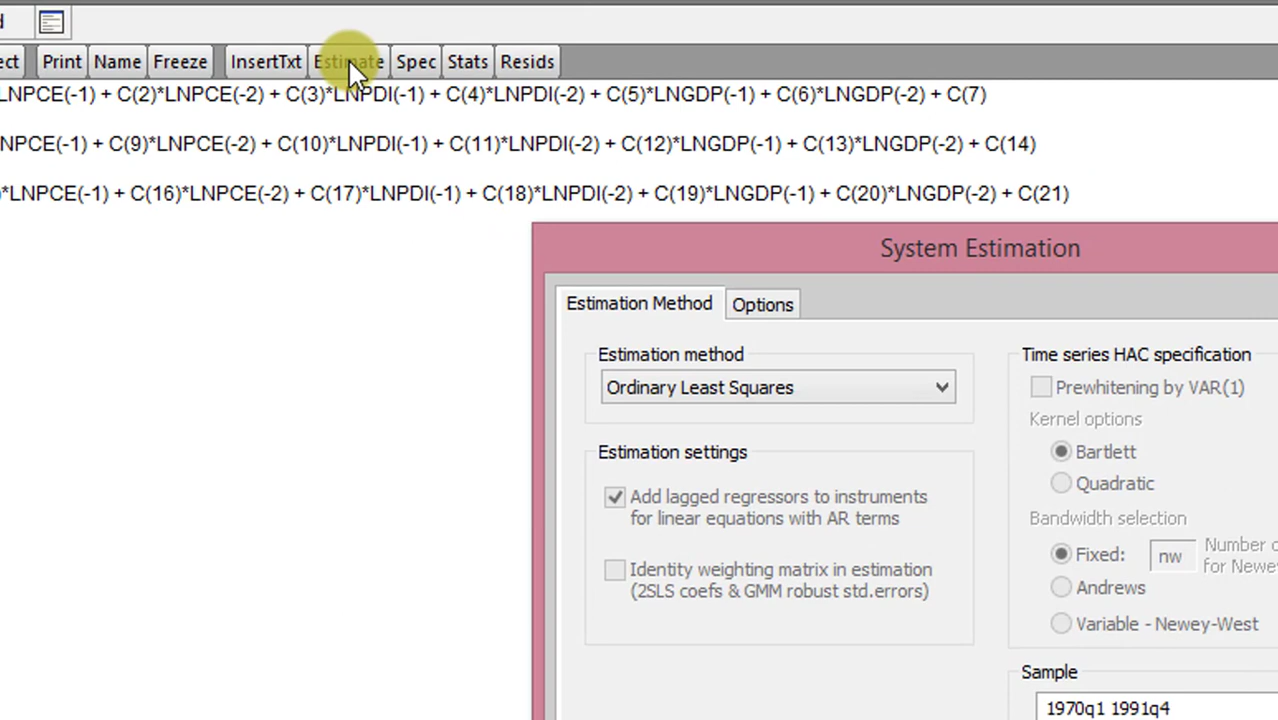 Print Name Freeze InsertTxt Estimate Spec Stats Resids
LNPCE(-1) + C(2)*LNPCE(-2) + C(3)*LNPDI(-1) + C(4)*LNPDI(-2) + C(5)*LNGDP(-1) + C(6)*LNGDP(-2) + C(7)
NPCE(-1) + C(9)*LNPCE(-2) + C(10)*LNPDI(-1) + C(11)*LNPDI(-2) + C(12)*LNGDP(-1) + C(13)*LNGDP(-2) + C(14)
*LNPCE(-1) + C(16)*LNPCE(-2) + C(17)*LNPDI(-1) + C(18)*LNPDI(-2) + C(19)*LNGDP(-1) + C(20)*LNGDP(-2) + C(21)
System Estimation
Estimation Method Options
Estimation method
Ordinary Least Squares
Estimation settings
Add lagged regressors to instruments
for linear equations with AR terms
Identity weighting matrix in estimation
(2SLS coefs & GMM robust std.errors)
Time series HAC specification
Prewhitening by VAR(1)
Kernel options
Bartlett
Quadratic
Bandwidth selection
Fixed: nw
Number
for
Andrews
Variable - Newey-West
Sample
1970q1 1991q4